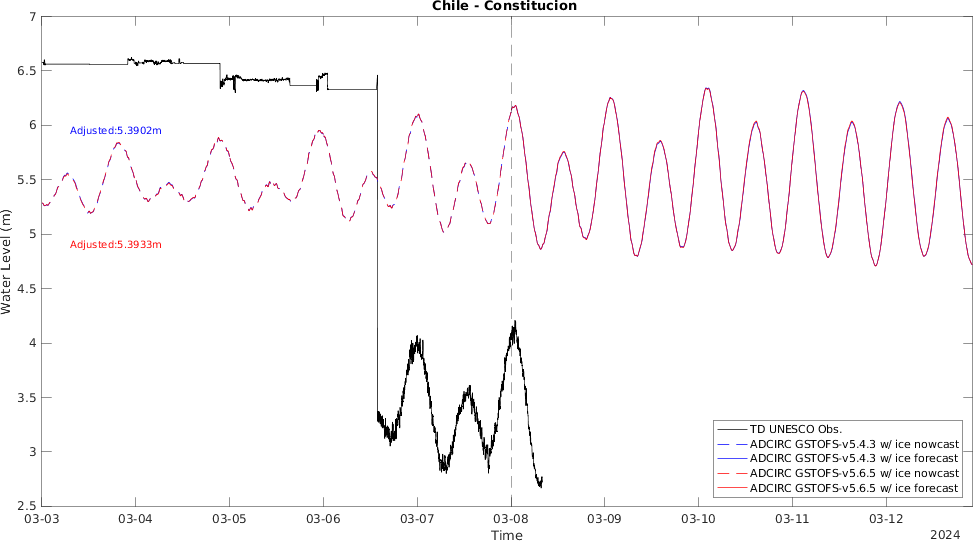 Chile - Constitucion
7
6.5
6
5.5
5
4.5
4
3.5
3
2.5
Water Level (m)
Adjusted:5.3902m
Adjusted:5.3933m
TD UNESCO Obs.
ADCIRC GSTOFS-v5.4.3 w/ ice nowcast
ADCIRC GSTOFS-v5.4.3 w/ ice forecast
ADCIRC GSTOFS-v5.6.5 w/ ice nowcast
ADCIRC GSTOFS-v5.6.5 w/ ice forecast
03-03 03-04 03-05 03-06 03-07 03-08 03-09 03-10 03-11 03-12
Time
2024